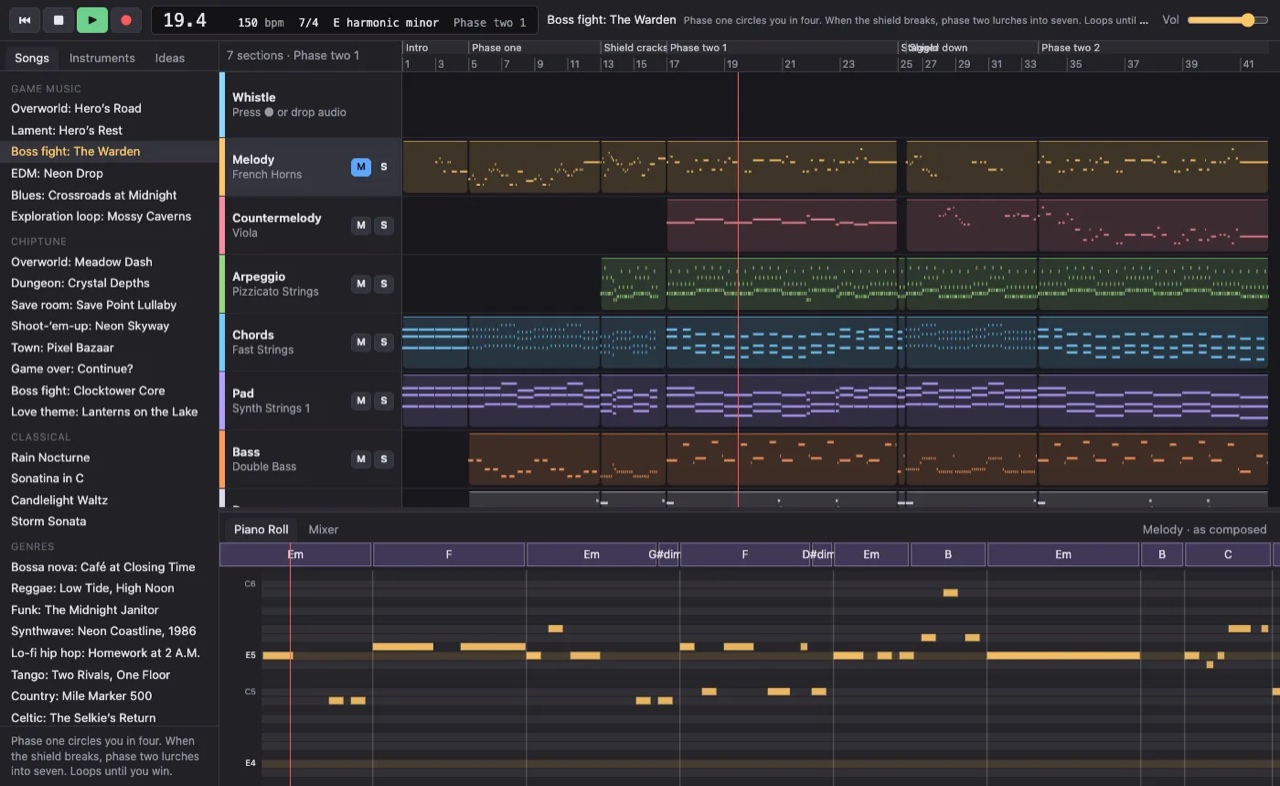 19.4 150 bpm 7/4 E harmonic minor Phase two 1
Boss fight: The Warden Phase one circles you in four. When the shield breaks, phase two lurches into seven. Loops until ... Vol
Songs Instruments Ideas
GAME MUSIC
Overworld: Hero's Road
Lament: Hero's Rest
Boss fight: The Warden
EDM: Neon Drop
Blues: Crossroads at Midnight
Exploration loop: Mossy Caverns
CHIPTUNE
Overworld: Meadow Dash
Dungeon: Crystal Depths
Save room: Save Point Lullaby
Shoot-'em-up: Neon Skyway
Town: Pixel Bazaar
Game over: Continue?
Boss fight: Clocktower Core
Love theme: Lanterns on the Lake
CLASSICAL
Rain Nocturne
Sonatina in C
Candlelight Waltz
Storm Sonata
GENRES
Bossa nova: Café at Closing Time
Reggae: Low Tide, High Noon
Funk: The Midnight Janitor
Synthwave: Neon Coastline, 1986
Lo-fi hip hop: Homework at 2 A.M.
Tango: Two Rivals, One Floor
Country: Mile Marker 500
Celtic: The Selkie's Return
Phase one circles you in four. When
the shield breaks, phase two lurches
into seven. Loops until you win.
7 sections · Phase two 1
Intro Phase one Shield cracks Phase two 1 down Phase two 2
1 3 5 7 9 11 13 15 17 19 21 23 25 27 29 31 33 35 37 39 41
Whistle
Press ● or drop audio
Melody
French Horns
M S
Countermelody
Viola
M S
Arpeggio
Pizzicato Strings
M S
Chords
Fast Strings
M S
Pad
Synth Strings 1
M S
Bass
Double Bass
M S
Piano Roll Mixer Melody · as composed
Em F Em G#dim F D#dim Em B Em B C
C6
E5
C5
E4